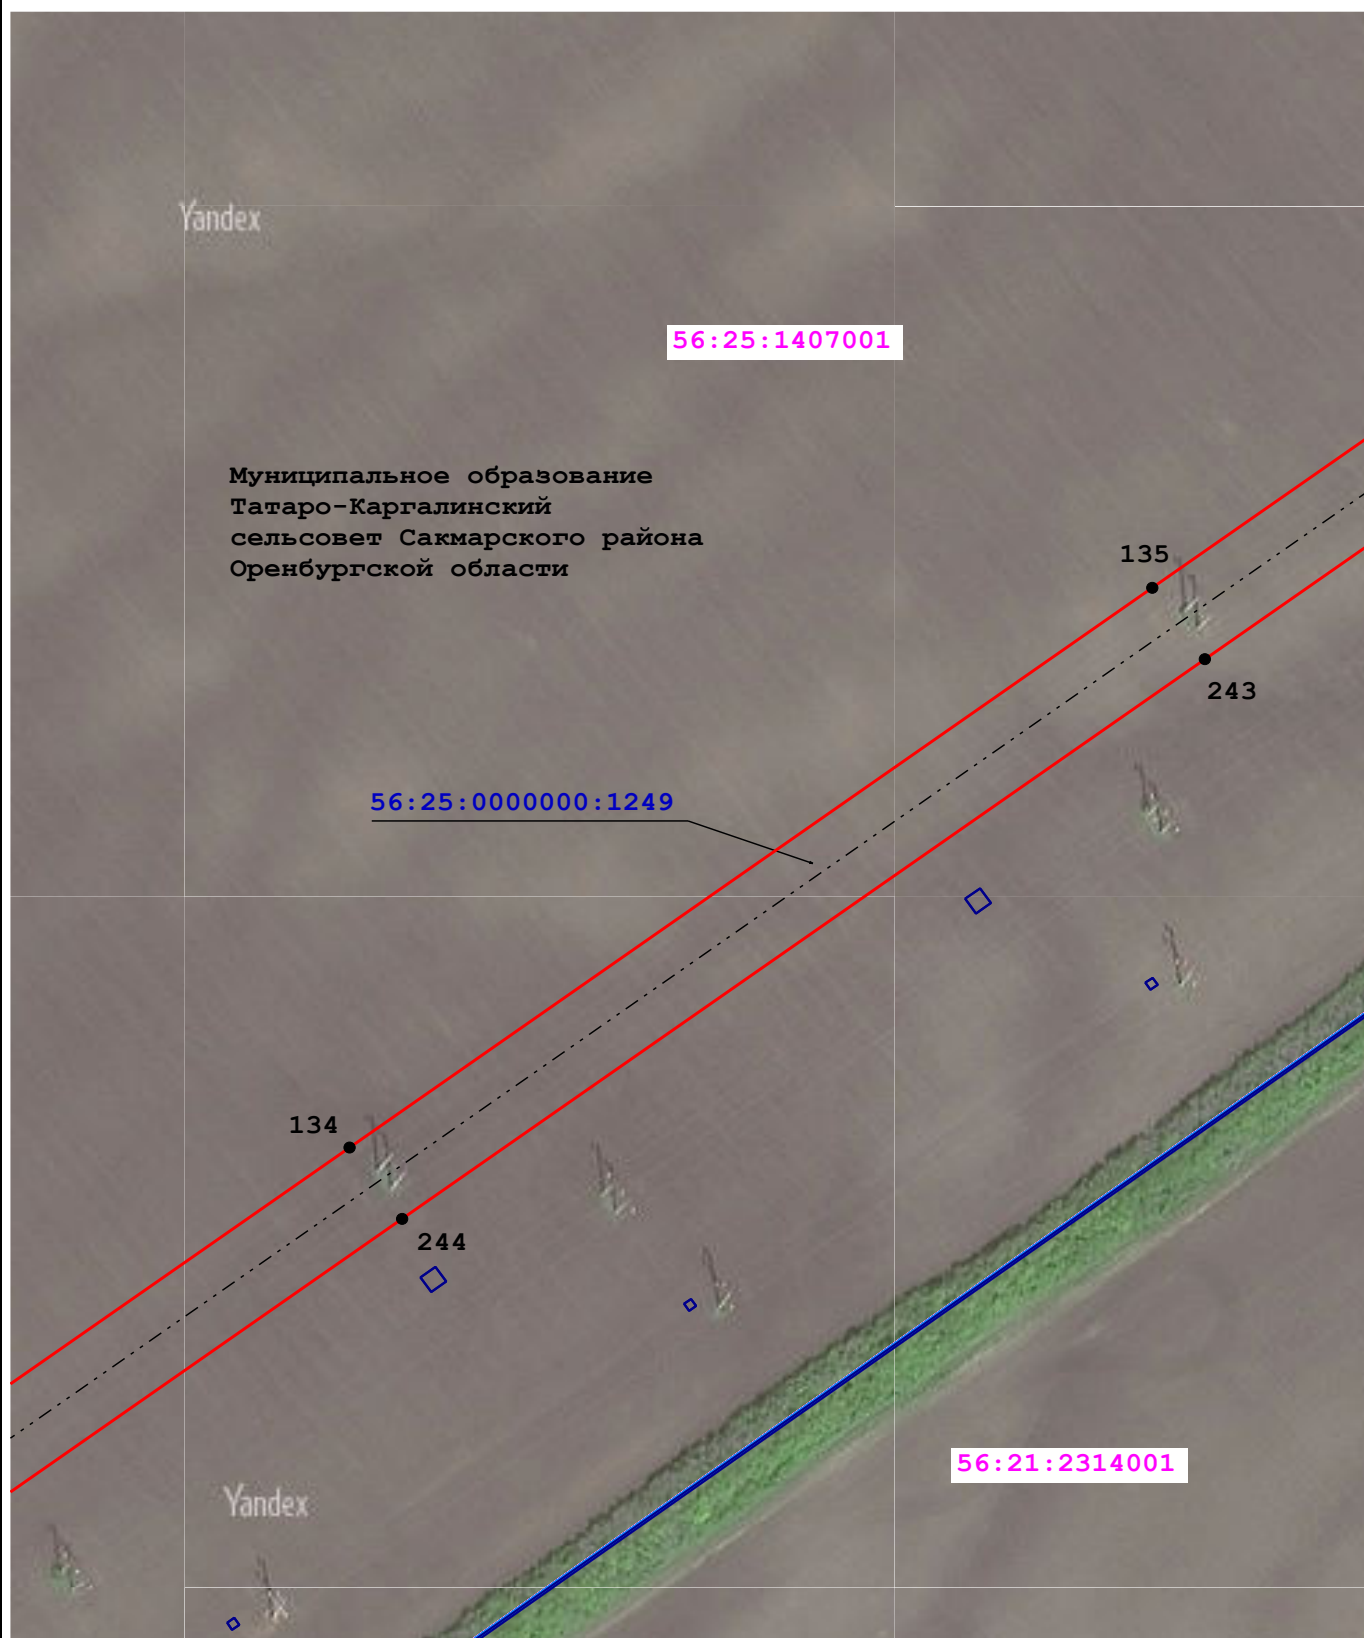 Yandex
56:25:1407001
Муниципальное образование
Татаро-Каргалинский
сельсовет Сакмарского района
Оренбургской области
135
243
56:25:0000000:1249
134
244
56:21:2314001
Yandex